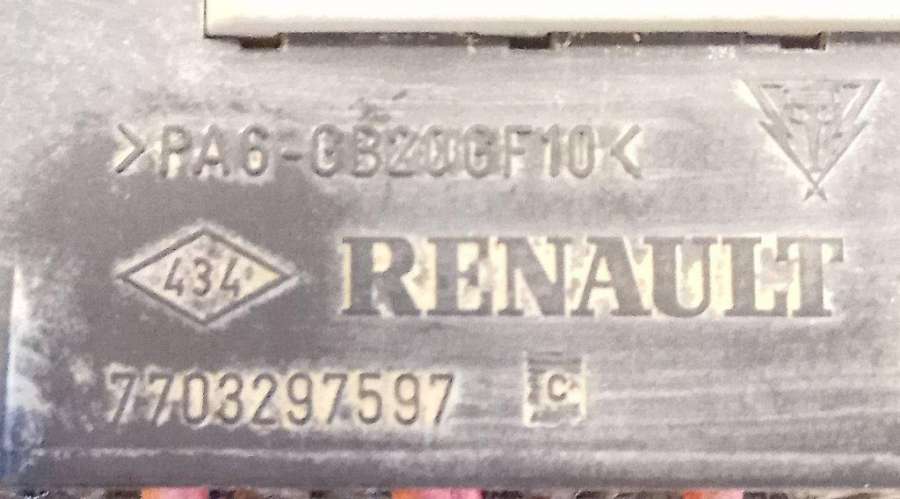 >PA6-GB20GF10<
434 RENAULT
7703297597 C